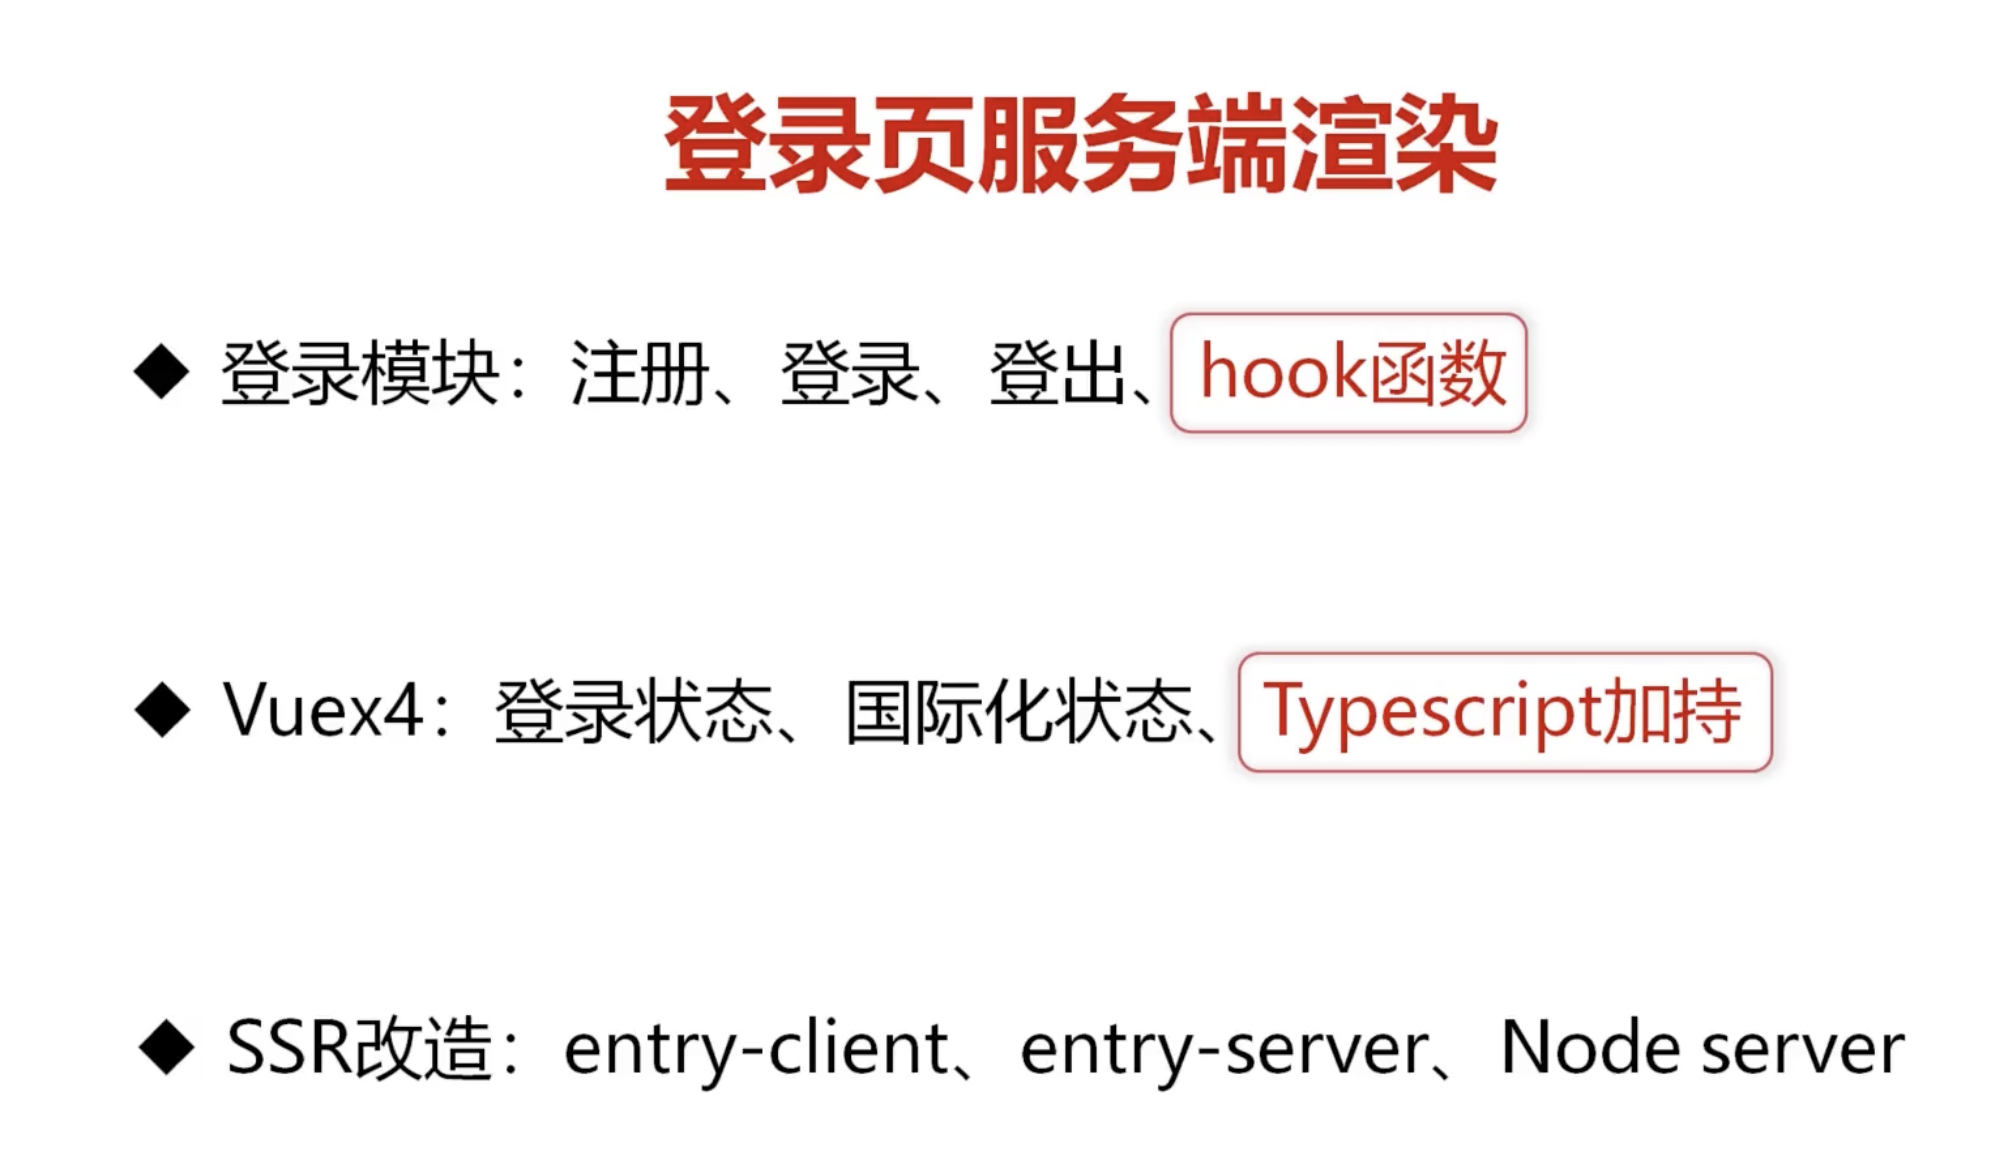 登录页服务端渲染
◆ 登录模块：注册、登录、登出、hook函数
◆ Vuex4：登录状态、国际化状态、Typescript加持
◆ SSR改造：entry-client、entry-server、Node server